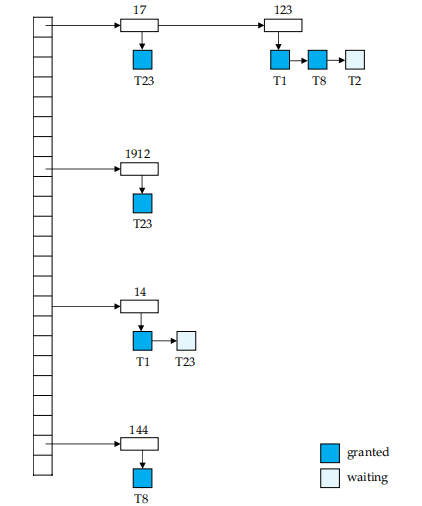 17 123
T23 T1 T8 T2
1912
T23
14
T1 T23
144
T8
granted
waiting